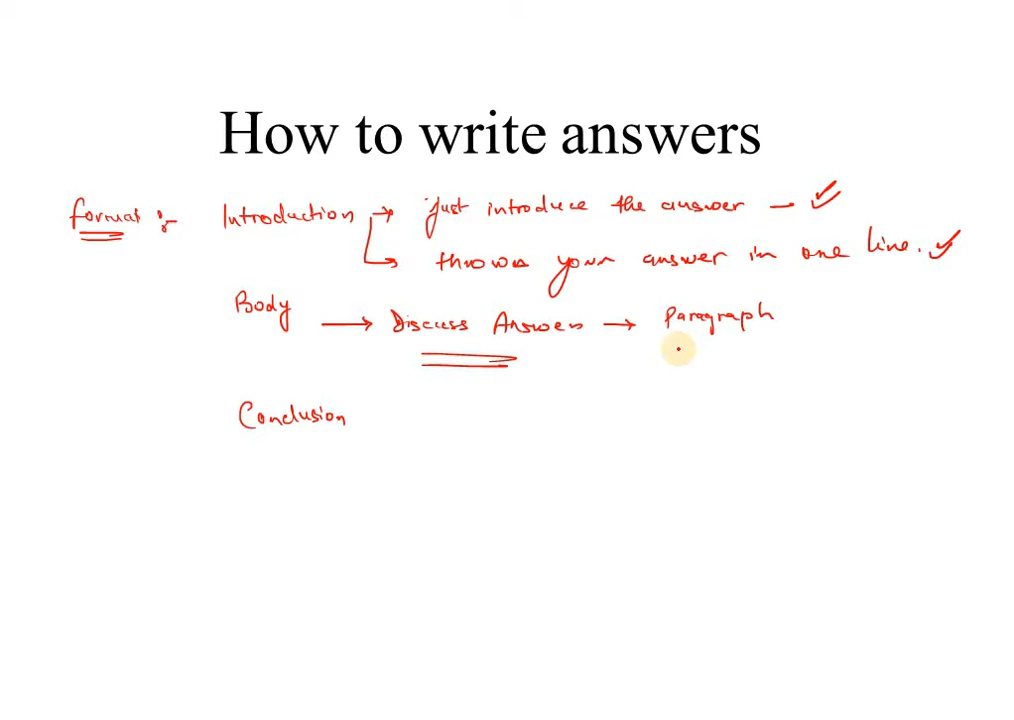 How to write answers
format :- Introduction → just introduce the answer - ✓
→ throws your answer in one line. ✓
Body → Discuss Answers → Paragraph
Conclusion